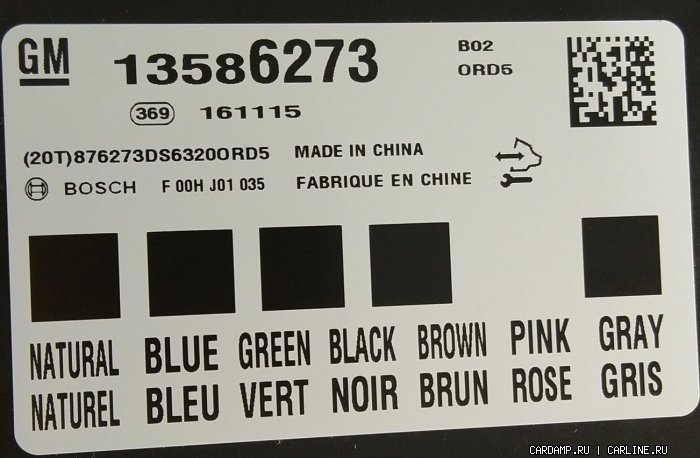 GM 13586273 B02
ORD5
369 161115
(20T)876273DS6320ORD5 MADE IN CHINA
BOSCH F 00H J01 035 FABRIQUE EN CHINE
NATURAL BLUE GREEN BLACK BROWN PINK GRAY
NATUREL BLEU VERT NOIR BRUN ROSE GRIS
CARDAMP.RU | CARLINE.RU